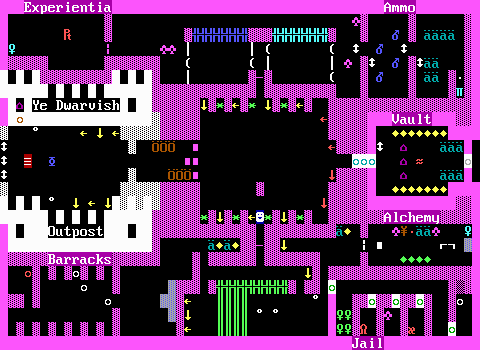 Experientia
Ammo
Ye Dwarvish
Vault
Alchemy
Outpost
Barracks
Jail